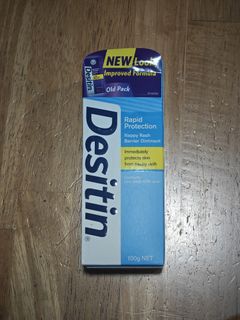 NEW Look
Improved Formula
Desitin
Old Pack
Desitin®
Rapid
Protection
Nappy Rash
Barrier Ointment
Immediately
protects skin
from nappy rash
100g NET